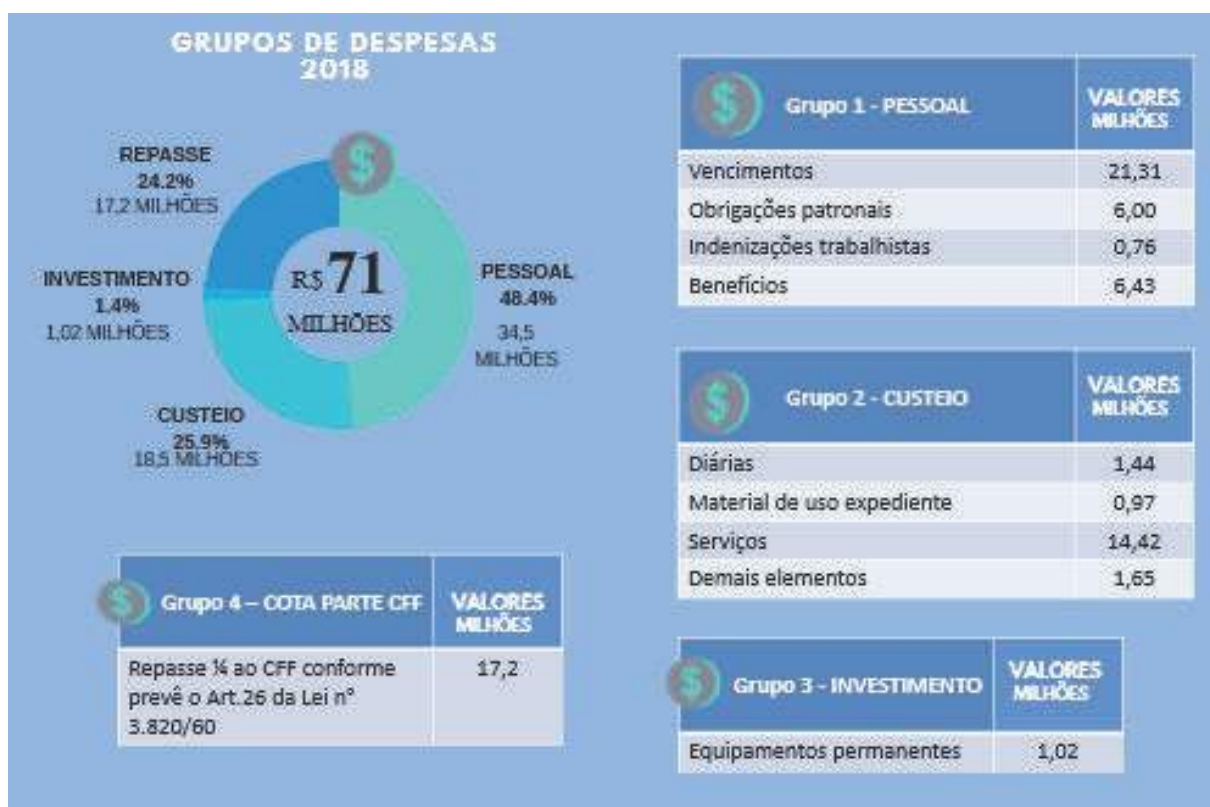 GRUPOS DE DESPESAS
2018
REPASSE
24.2%
17,2 MILHÕES
INVESTIMENTO
1.4%
1,02 MILHÕES
R$ 71
MILHÕES
PESSOAL
48.4%
34,5
MILHÕES
CUSTEIO
25.9%
18,5 MILHÕES
Grupo 1 - PESSOAL VALORES
MILHÕES
Vencimentos 21,31
Obrigações patronais 6,00
Indenizações trabalhistas 0,76
Benefícios 6,43
Grupo 2 - CUSTEIO VALORES
MILHÕES
Diárias 1,44
Material de uso expediente 0,97
Serviços 14,42
Demais elementos 1,65
Grupo 4 – COTA PARTE CFF VALORES
MILHÕES
Repasse ¼ ao CFF conforme 17,2
prevê o Art.26 da Lei n°
3.820/60
Grupo 3 - INVESTIMENTO VALORES
MILHÕES
Equipamentos permanentes 1,02